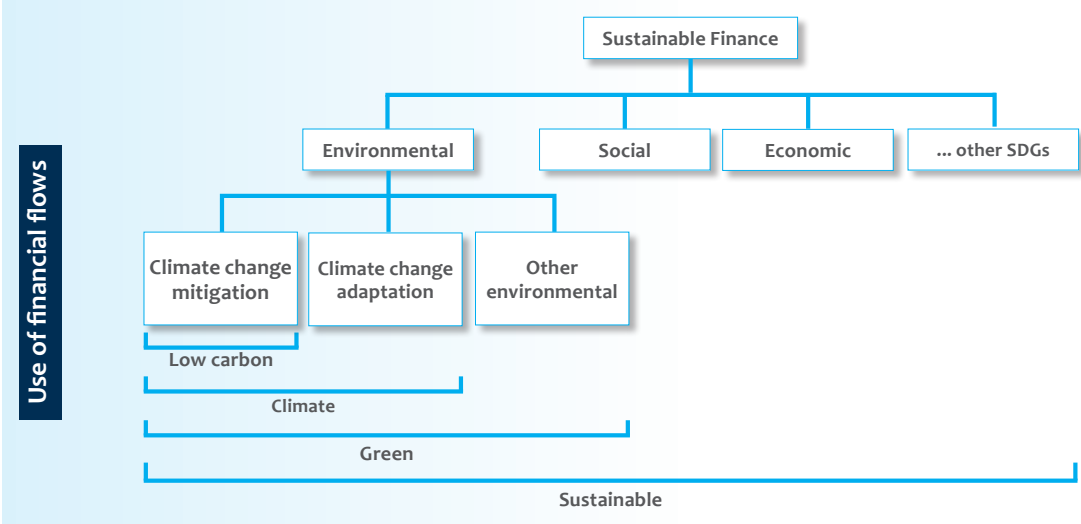 Sustainable Finance
Environmental
Social
Economic
... other SDGs
Use of financial flows
Climate change
mitigation
Climate change
adaptation
Other
environmental
Low carbon
Climate
Green
Sustainable